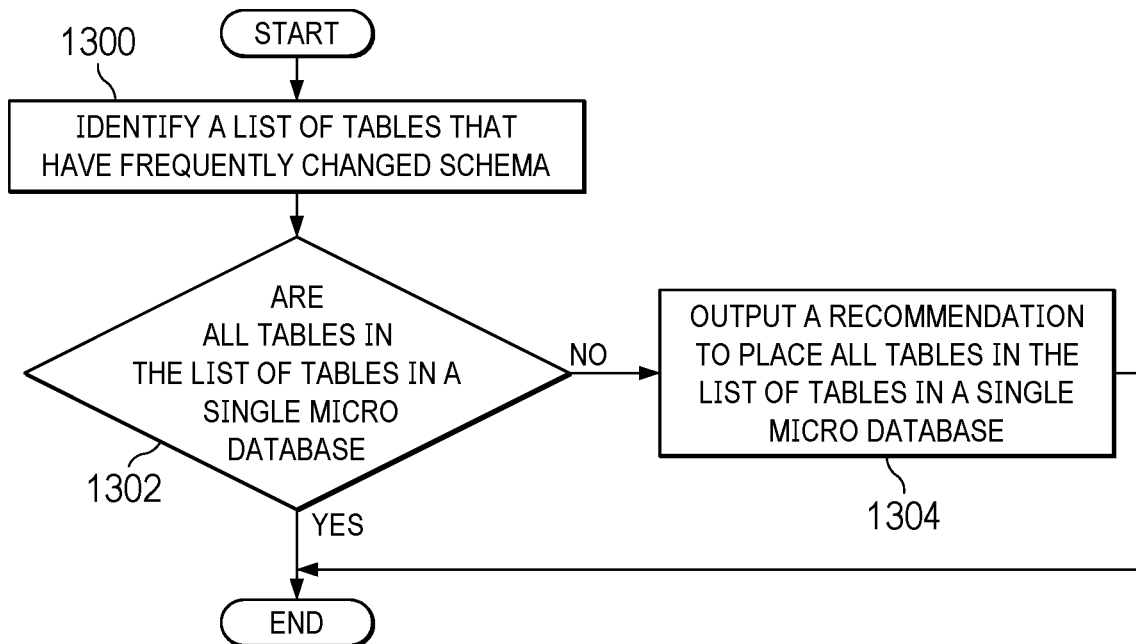 START
1300
IDENTIFY A LIST OF TABLES THAT
HAVE FREQUENTLY CHANGED SCHEMA
ARE
ALL TABLES IN
THE LIST OF TABLES IN A
SINGLE MICRO
DATABASE
1302
NO
OUTPUT A RECOMMENDATION
TO PLACE ALL TABLES IN THE
LIST OF TABLES IN A SINGLE
MICRO DATABASE
1304
YES
END